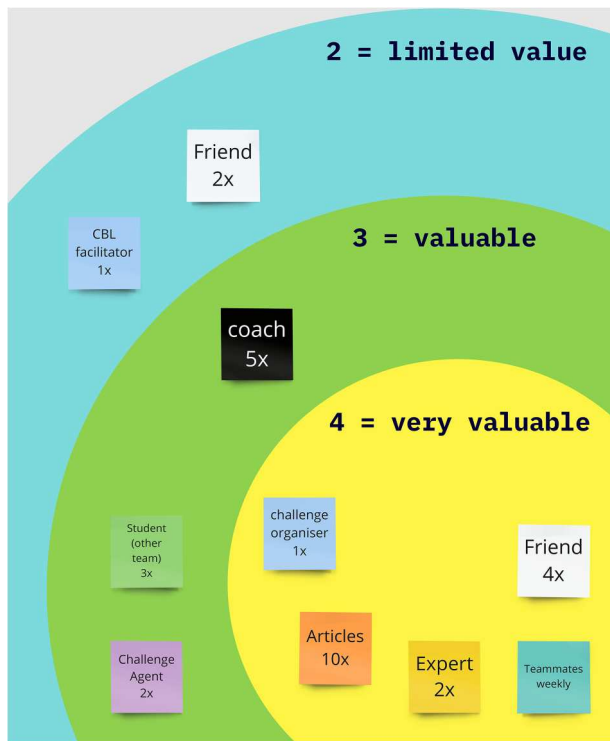 2 = limited value
Friend
2x
CBL
facilitator
1x
3 = valuable
coach
5x
4 = very valuable
Student
(other
team)
3x
challenge
organiser
1x
Friend
4x
Articles
10x
Challenge
Agent
2x
Expert
2x
Teammates
weekly